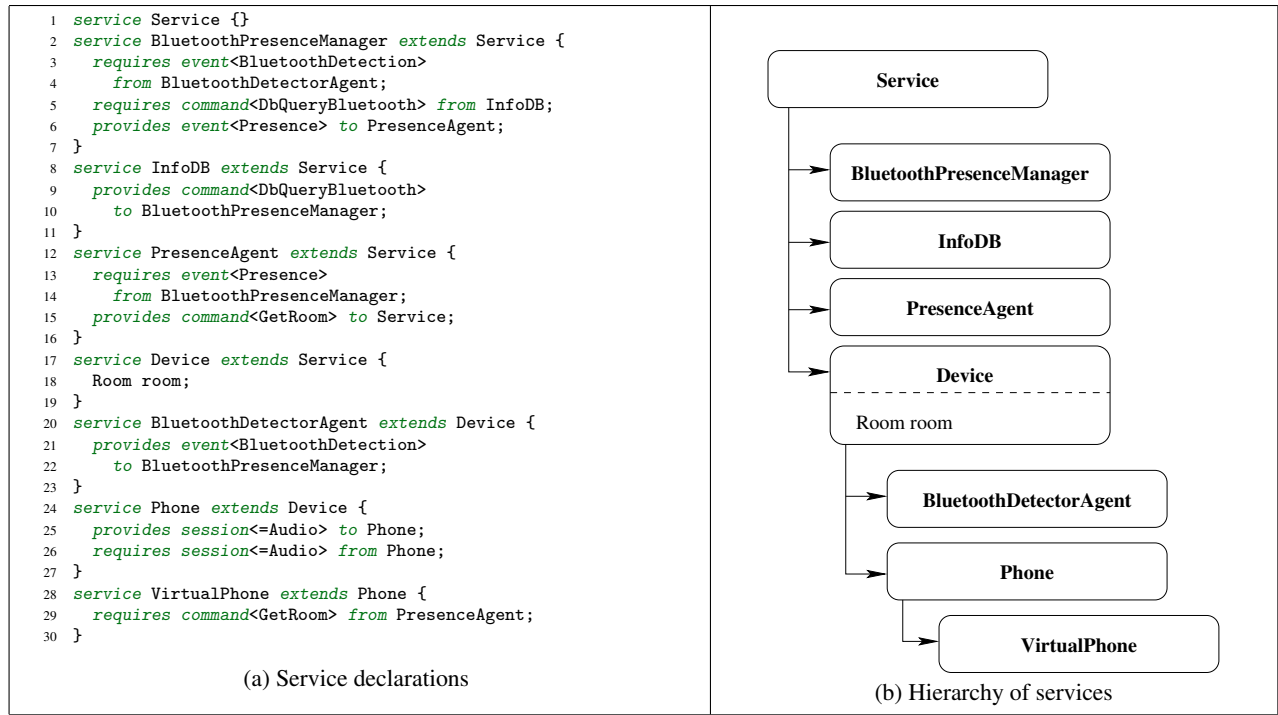 1 service Service {}
2 service BluetoothPresenceManager extends Service {
3 requires event<BluetoothDetection>
4 from BluetoothDetectorAgent;
5 requires command<DbQueryBluetooth> from InfoDB;
6 provides event<Presence> to PresenceAgent;
7 }
8 service InfoDB extends Service {
9 provides command<DbQueryBluetooth>
10 to BluetoothPresenceManager;
11 }
12 service PresenceAgent extends Service {
13 requires event<Presence>
14 from BluetoothPresenceManager;
15 provides command<GetRoom> to Service;
16 }
17 service Device extends Service {
18 Room room;
19 }
20 service BluetoothDetectorAgent extends Device {
21 provides event<BluetoothDetection>
22 to BluetoothPresenceManager;
23 }
24 service Phone extends Device {
25 provides session<=Audio> to Phone;
26 requires session<=Audio> from Phone;
27 }
28 service VirtualPhone extends Phone {
29 requires command<GetRoom> from PresenceAgent;
30 }
(a) Service declarations
Service
BluetoothPresenceManager
InfoDB
PresenceAgent
Device
Room room
BluetoothDetectorAgent
Phone
VirtualPhone
(b) Hierarchy of services